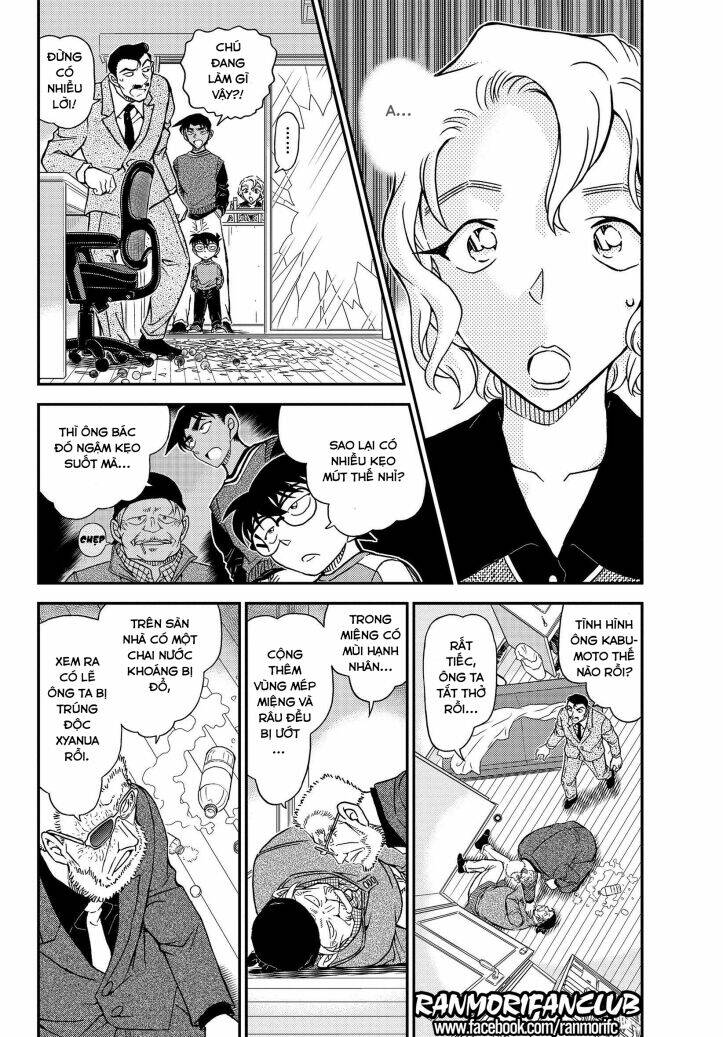 A...
CHÚ
ĐANG
LÀM GÌ
VẬY?!
ĐỪNG
CÓ
NHIỀU
LỜI!
......
SAO LẠI CÓ
NHIỀU KẸO
MÚT THẾ NHỈ?
THÌ ÔNG BÁC
ĐÓ NGẬM KẸO
SUỐT MÀ...
CHẸP
TÌNH HÌNH
ÔNG KABU-
MOTO THẾ
NÀO RỒI?
RẤT
TIẾC,
ÔNG TA
TẮT THỞ
RỒI...
TRONG
MIỆNG CÓ
MÙI HẠNH
NHÂN...
CỘNG
THÊM
VÙNG MÉP
MIỆNG VÀ
RÂU ĐỀU
BỊ ƯỚT
...
TRÊN SÀN
NHÀ CÓ MỘT
CHAI NƯỚC
KHOÁNG BỊ
ĐỔ,
XEM RA
CÓ LẼ
ÔNG TA BỊ
TRÚNG
ĐỘC
XYANUA
RỒI.
RANMORIFANCLUB
www.facebook.com/ranmorifc